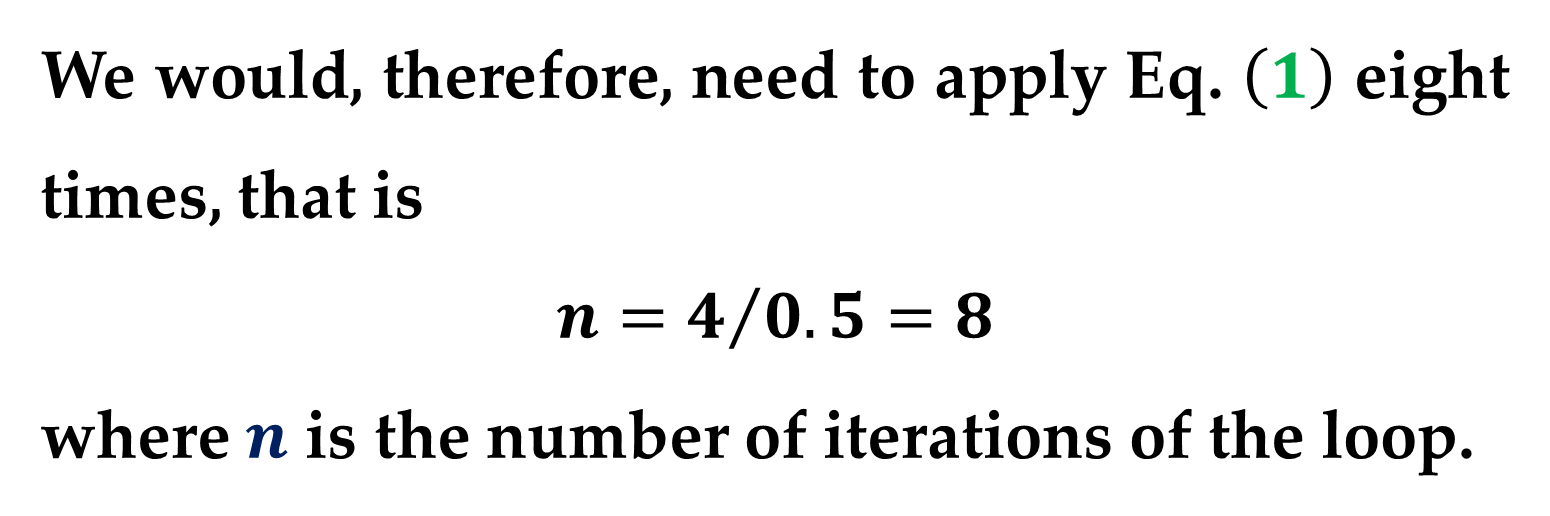 We would, therefore, need to apply Eq. (1) eight
times, that is
n = 4/0.5 = 8
where n is the number of iterations of the loop.